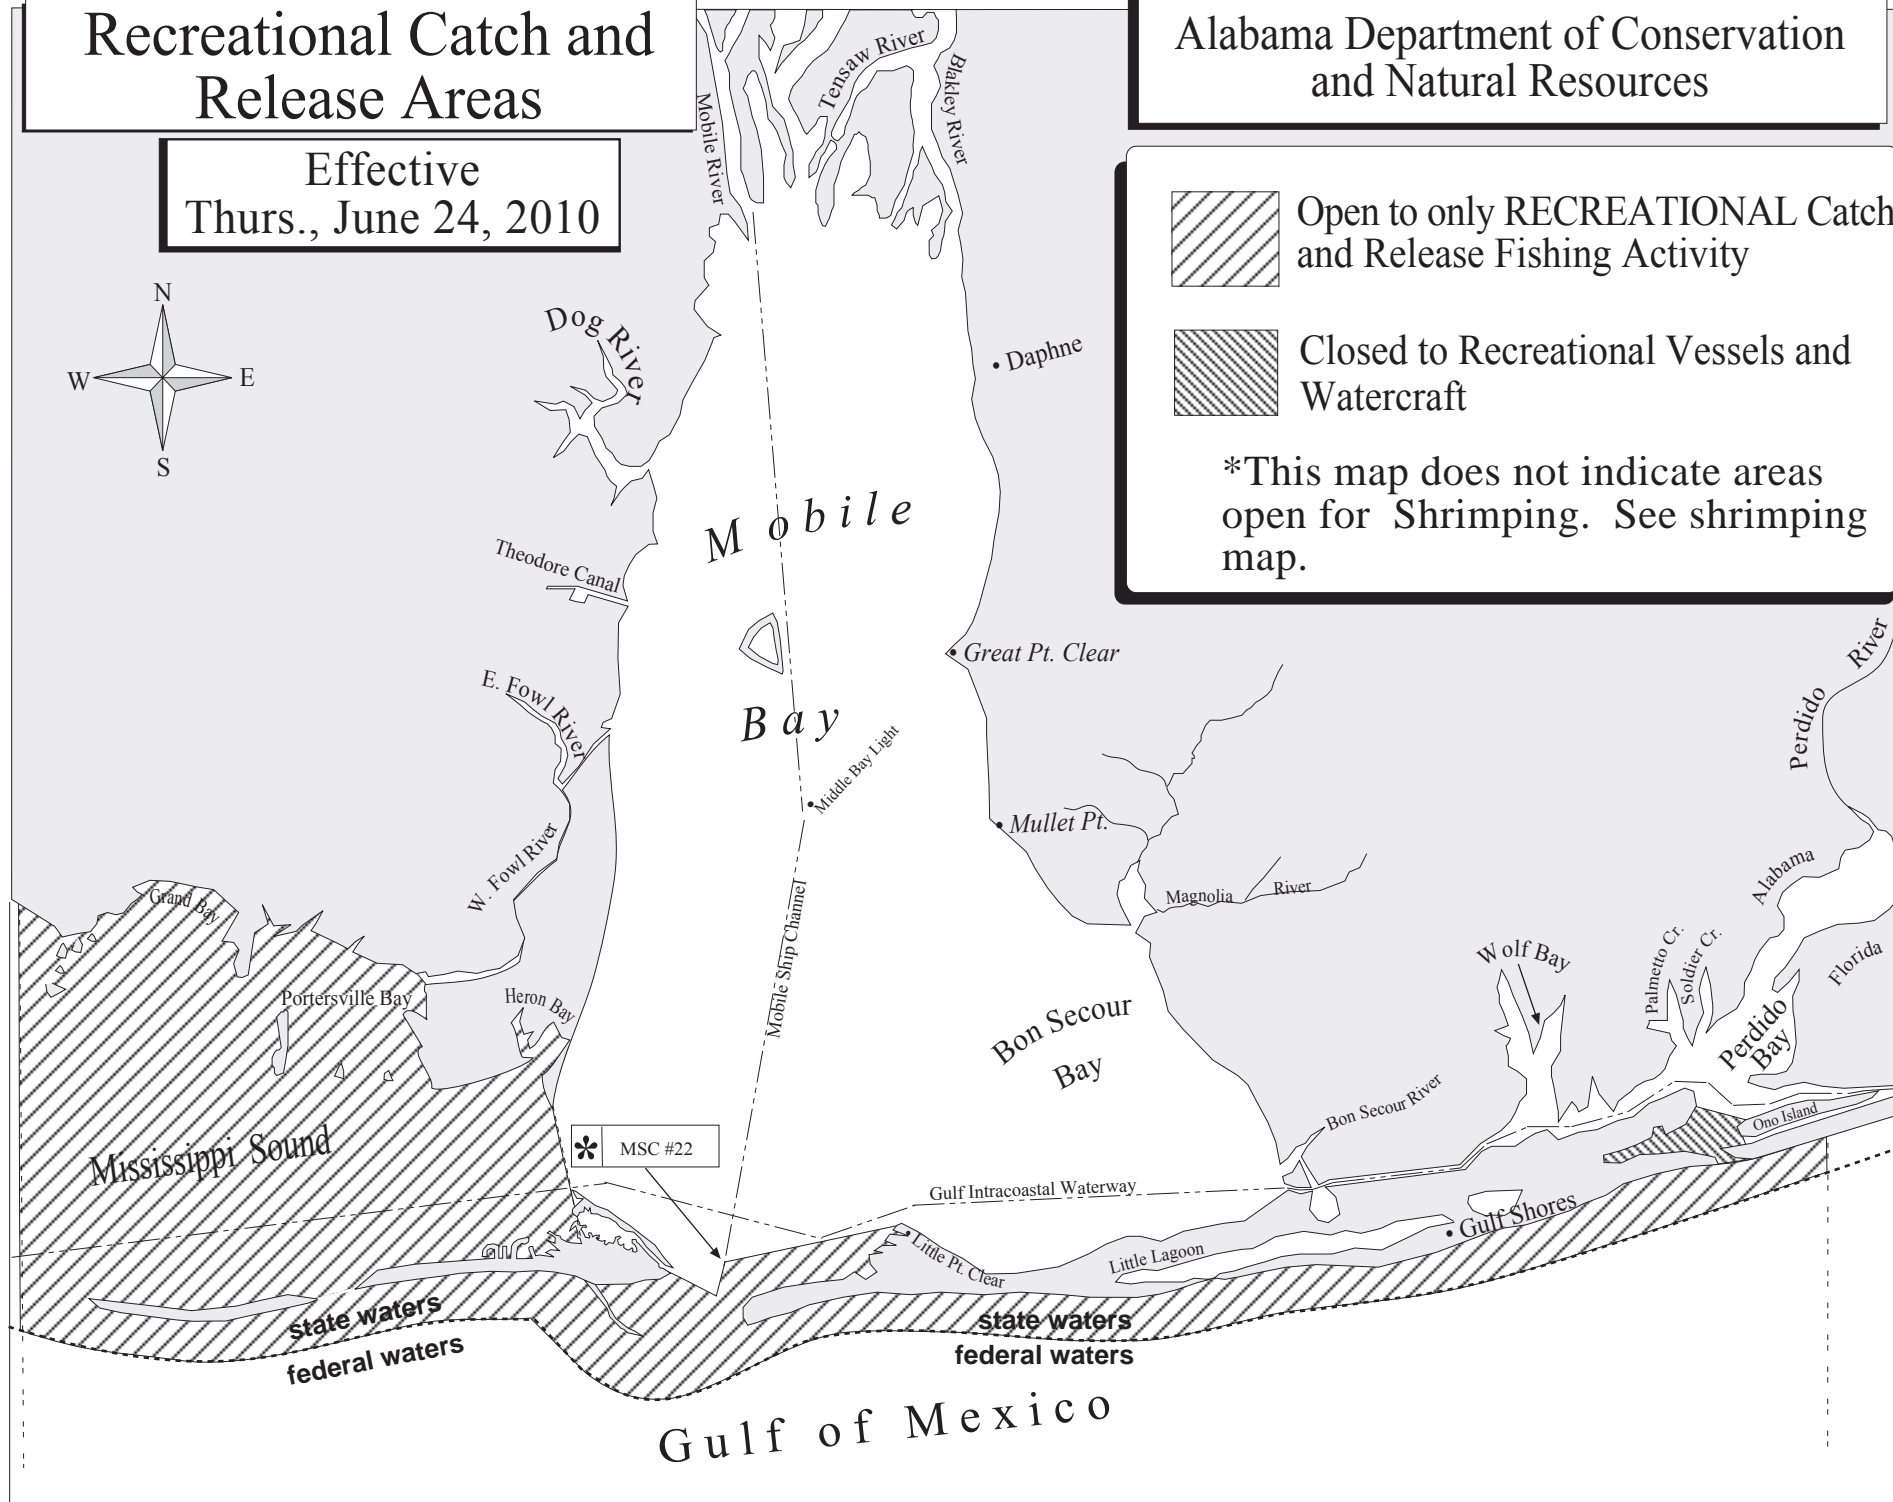 Recreational Catch and
Release Areas
Effective
Thurs., June 24, 2010
Alabama Department of Conservation
and Natural Resources
Open to only RECREATIONAL Catch
and Release Fishing Activity
Closed to Recreational Vessels and
Watercraft
*This map does not indicate areas
open for Shrimping. See shrimping
map.
N
W
E
S
Mobile River
Tensaw River
Blakley River
Dog River
Daphne
Mobile
Bay
Theodore Canal
Great Pt. Clear
E. Fowl River
Middle Bay Light
Mullet Pt.
W. Fowl River
Perdido River
Alabama
Florida
Magnolia River
Grand Bay
Mobile Ship Channel
Wolf Bay
Palmetto Cr.
Soldier Cr.
Perdido
Bay
Portersville Bay
Heron Bay
Bon Secour
Bay
Bon Secour River
Ono Island
Mississippi Sound
* MSC #22
Gulf Intracoastal Waterway
Gulf Shores
Little Pt. Clear
Little Lagoon
state waters
federal waters
state waters
federal waters
Gulf of Mexico